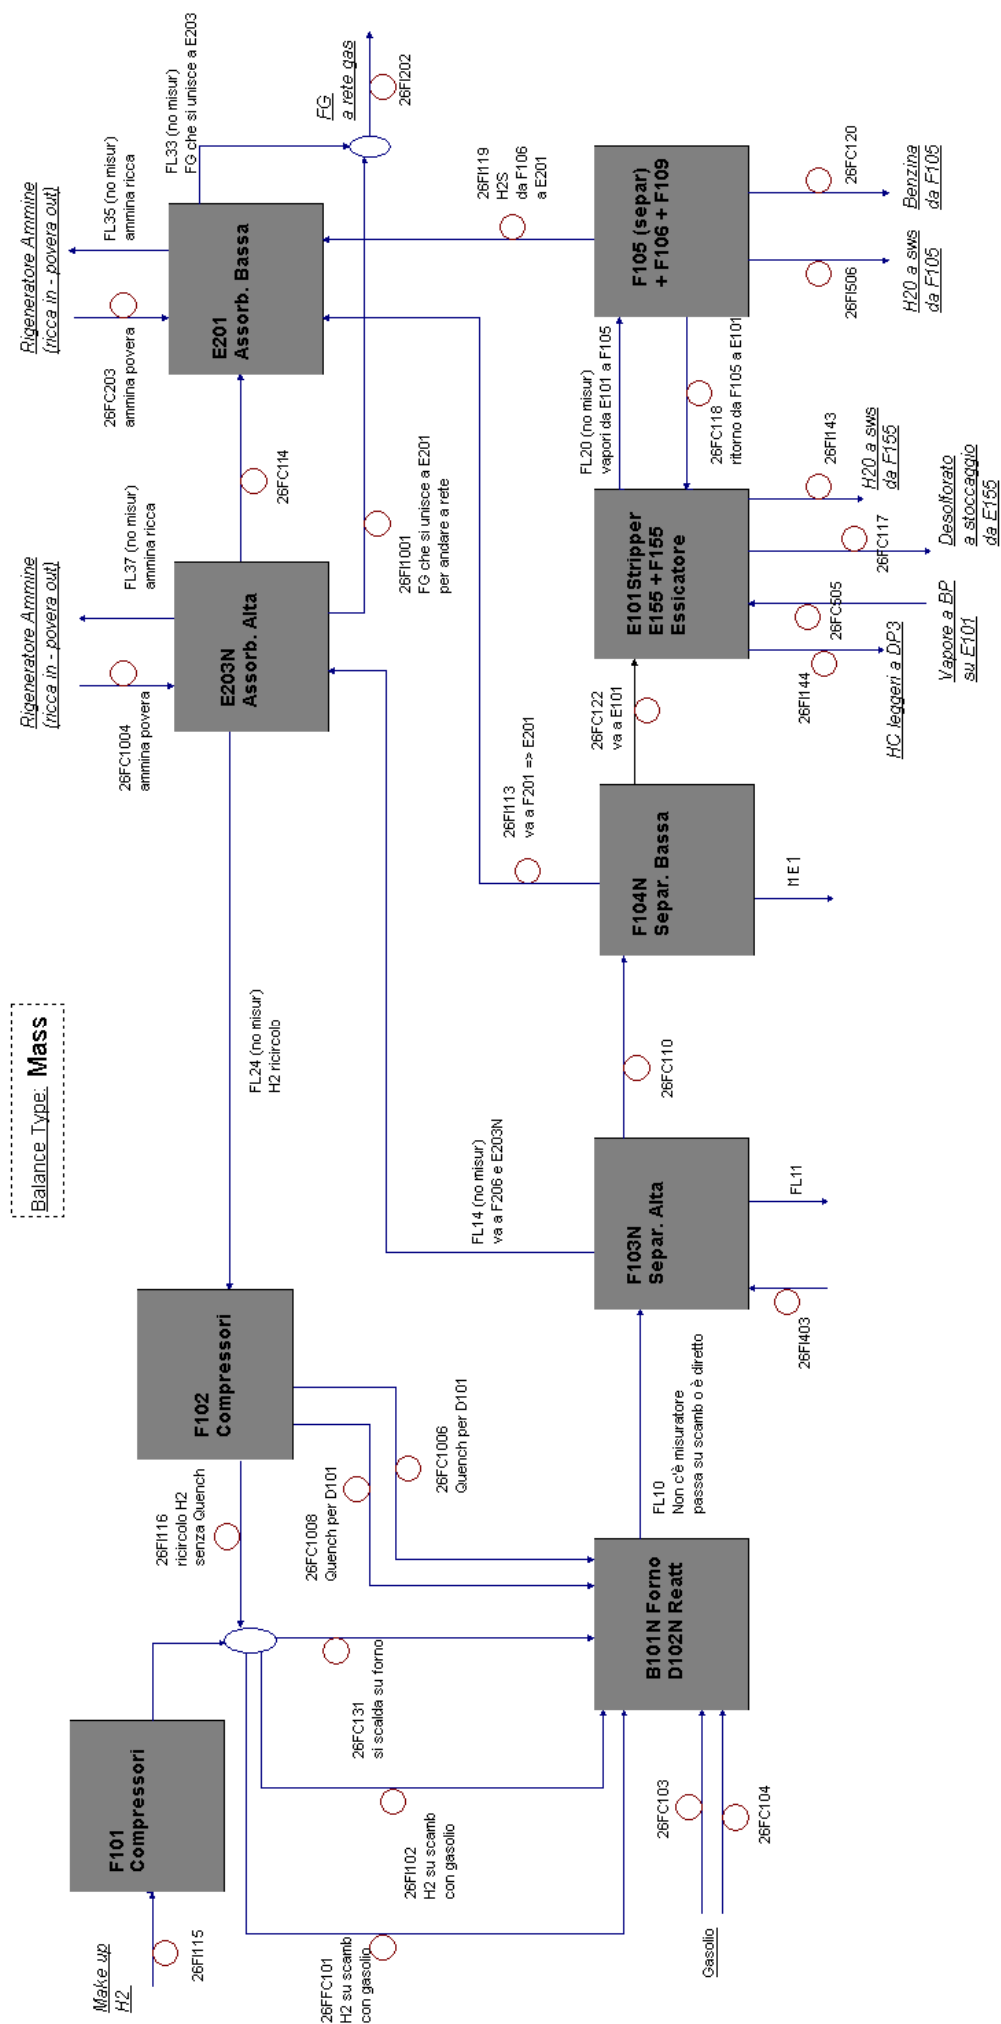 Balance Type: Mass
Make up
H2
26FI115
F101
Compressori
26FFC101
H2 su scamb
con gasolio
26FI102
H2 su scamb
con gasolio
26FC131
si scalda su forno
26FI116
ricircolo H2
senza Quench
F102
Compressori
26FC1008
Quench per D101
26FC1006
Quench per D101
Gasolio
26FC103
26FC104
B101N Forno
D102N Reatt
FL10
Non c'è misuratore
passa su scamb o è diretto
FL24 (no misur)
H2 ricircolo
FL14 (no misur)
va a F206 e E203N
26FI403
F103N
Separ. Alta
FL11
26FC110
F104N
Separ. Bassa
ME1
26FI113
va a F201 => E201
26FC122
va a E101
Rigeneratore Ammine
(ricca in - povera out)
26FC1004
ammina povera
FL37 (no misur)
ammina ricca
E203N
Assorb. Alta
26FC114
26FI1001
FG che si unisce a E201
per andare a rete
Rigeneratore Ammine
(ricca in - povera out)
26FC203
ammina povera
FL35 (no misur)
ammina ricca
E201
Assorb. Bassa
FL33 (no misur)
FG che si unisce a E203
FG
a rete gas
26FI202
E101Stripper
E155 + F155
Essicatore
26FI144
HC leggeri a DP3
26FC505
Vapore a BP
su E101
26FC117
Desolforato
a stoccaggio
da E155
26FI143
H20 a sws
da F155
FL20 (no misur)
vapori da E101 a F105
26FC118
ritorno da F105 a E101
26FI119
H2S
da F106
a E201
F105 (separ)
+ F106 + F109
26FI506
H20 a sws
da F105
26FC120
Benzina
da F105